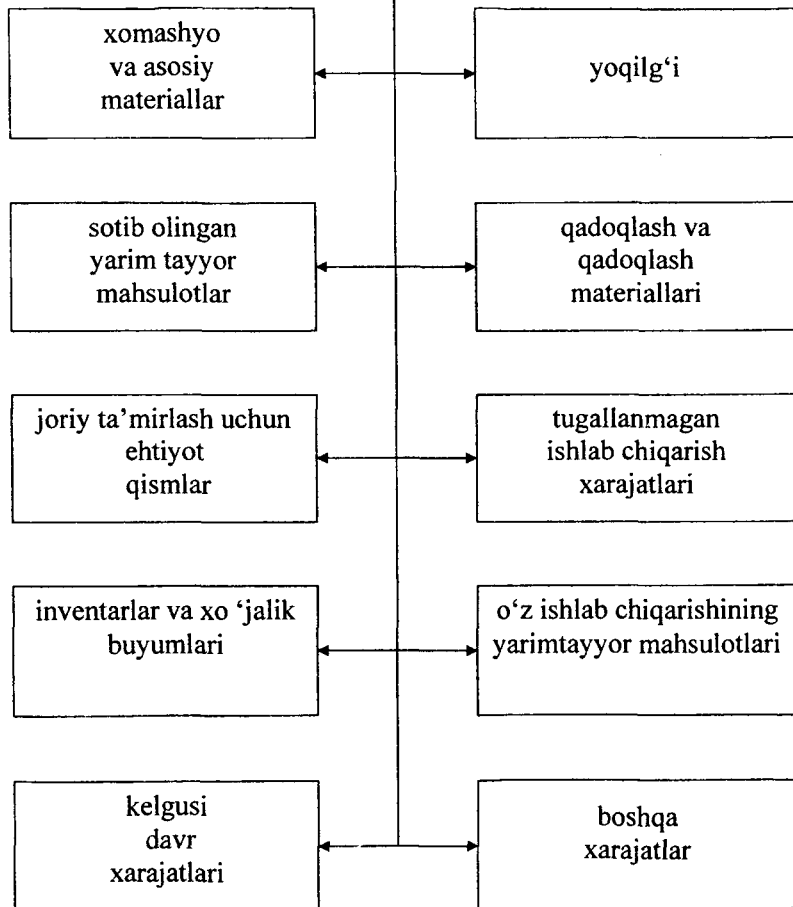 xomashyo
va asosiy
materiallar
yoqilg‘i
sotib olingan
yarim tayyor
mahsulotlar
qadoqlash va
qadoqlash
materiallari
joriy ta’mirlash uchun
ehtiyot
qismlar
tugallanmagan
ishlab chiqarish
xarajatlari
inventarlar va xo ‘jalik
buyumlari
o‘z ishlab chiqarishining
yarimtayyor mahsulotlari
kelgusi
davr
xarajatlari
boshqa
xarajatlar